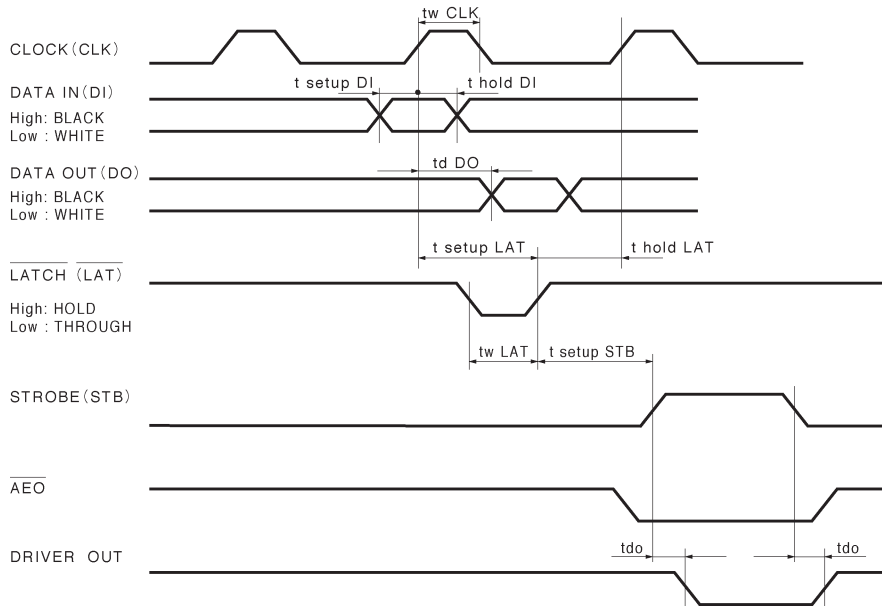 tw CLK
CLOCK(CLK)
t setup DI
t hold DI
DATA IN(DI)
High: BLACK
Low : WHITE
td DO
DATA OUT(DO)
High: BLACK
Low : WHITE
t setup LAT
t hold LAT
LATCH (LAT)
High: HOLD
Low : THROUGH
tw LAT
t setup STB
STROBE(STB)
AEO
tdo
tdo
DRIVER OUT